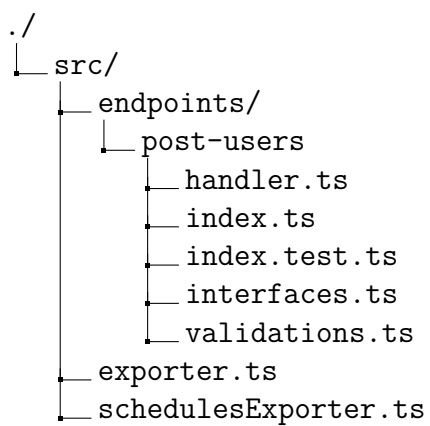 ./
src/
endpoints/
post-users
handler.ts
index.ts
index.test.ts
interfaces.ts
validations.ts
exporter.ts
schedulesExporter.ts